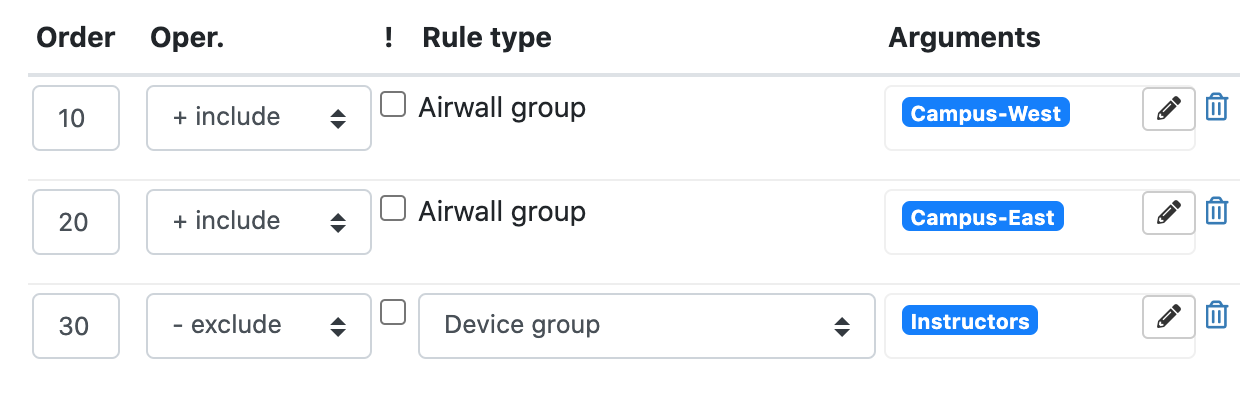 Order Oper. ! Rule type Arguments
10 + include Airwall group Campus-West
20 + include Airwall group Campus-East
30 - exclude Device group Instructors